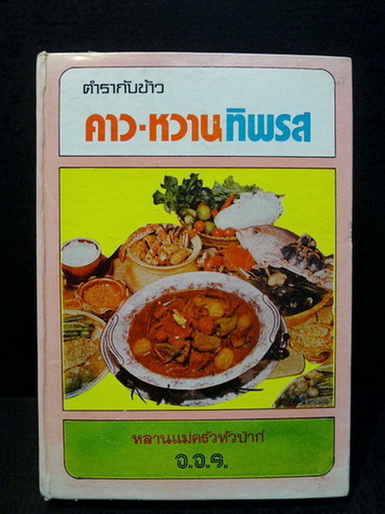 ตำรากับข้าว
คาว-หวานทิพรส
หลานแม่ครัวหัวป่าก์
จ.จ.ร.